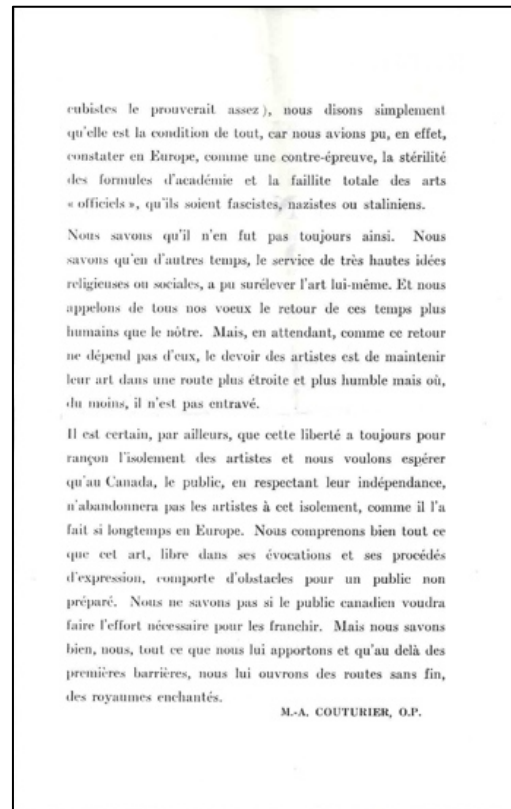 cubistes le prouverait assez), nous disons simplement
qu'elle est la condition de tout, car nous avions pu, en effet,
constater en Europe, comme une contre-épreuve, la stérilité
des formules d'académie et la faillite totale des arts
« officiels », qu'ils soient fascistes, nazistes ou staliniens.
Nous savons qu'il n'en fut pas toujours ainsi. Nous
savons qu'en d'autres temps, le service de très hautes idées
religieuses ou sociales, a pu surélever l'art lui-même. Et nous
appelons de tous nos voeux le retour de ces temps plus
humains que le nôtre. Mais, en attendant, comme ce retour
ne dépend pas d'eux, le devoir des artistes est de maintenir
leur art dans une route plus étroite et plus humble mais où,
du moins, il n'est pas entravé.
Il est certain, par ailleurs, que cette liberté a toujours pour
rançon l'isolement des artistes et nous voulons espérer
qu'au Canada, le public, en respectant leur indépendance,
n'abandonnera pas les artistes à cet isolement, comme il l'a
fait si longtemps en Europe. Nous comprenons bien tout ce
que cet art, libre dans ses évocations et ses procédés
d'expression, comporte d'obstacles pour un public non
préparé. Nous ne savons pas si le public canadien voudra
faire l'effort nécessaire pour les franchir. Mais nous savons
bien, nous, tout ce que nous lui apportons et qu'au delà des
premières barrières, nous lui ouvrons des routes sans fin,
des royaumes enchantés.
M.-A. COUTURIER, O.P.